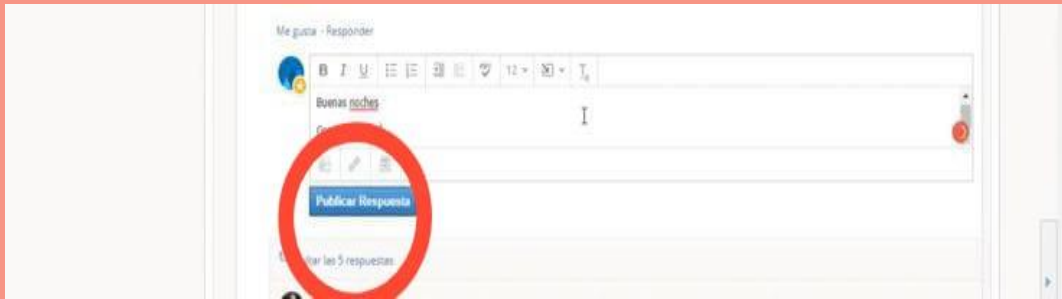 Me gusta · Responder
B I U 12
Buenas noches
Publicar Respuesta
las 5 respuestas